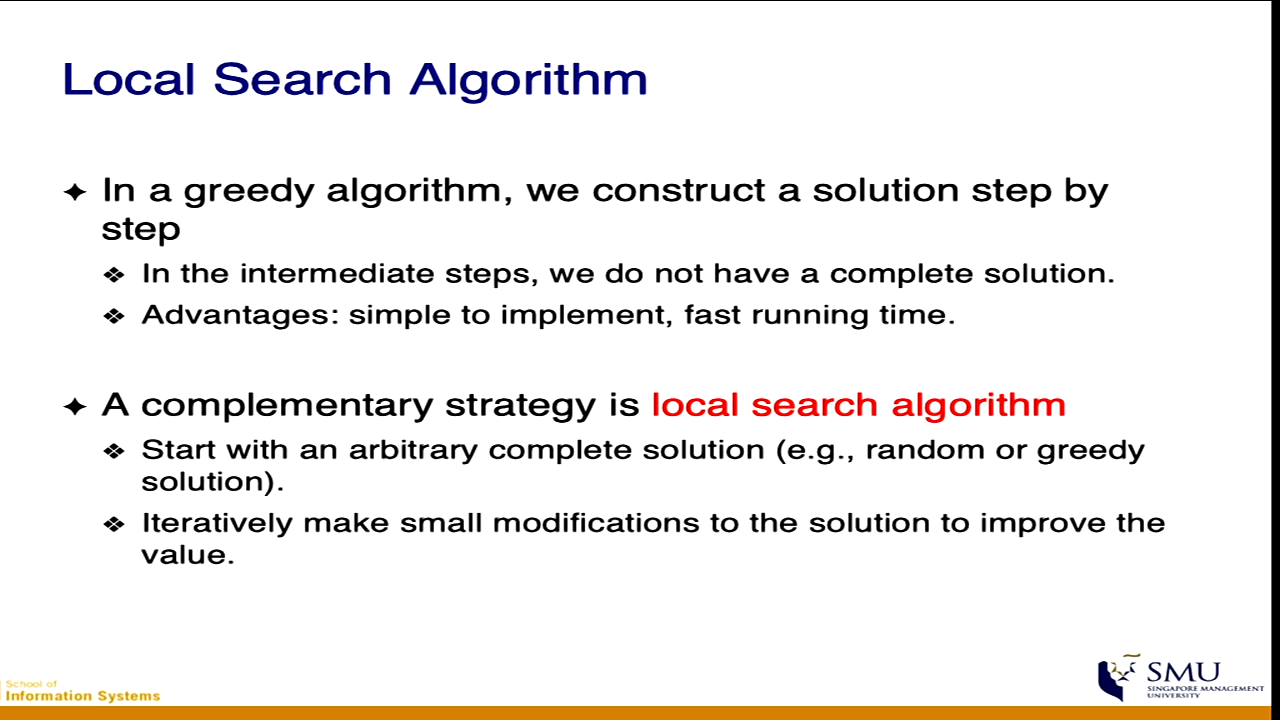 Local Search Algorithm
In a greedy algorithm, we construct a solution step by
step
In the intermediate steps, we do not have a complete solution.
Advantages: simple to implement, fast running time.
A complementary strategy is local search algorithm
Start with an arbitrary complete solution (e.g., random or greedy
solution).
Iteratively make small modifications to the solution to improve the
value.
School of
Information Systems
SMU
SINGAPORE MANAGEMENT
UNIVERSITY